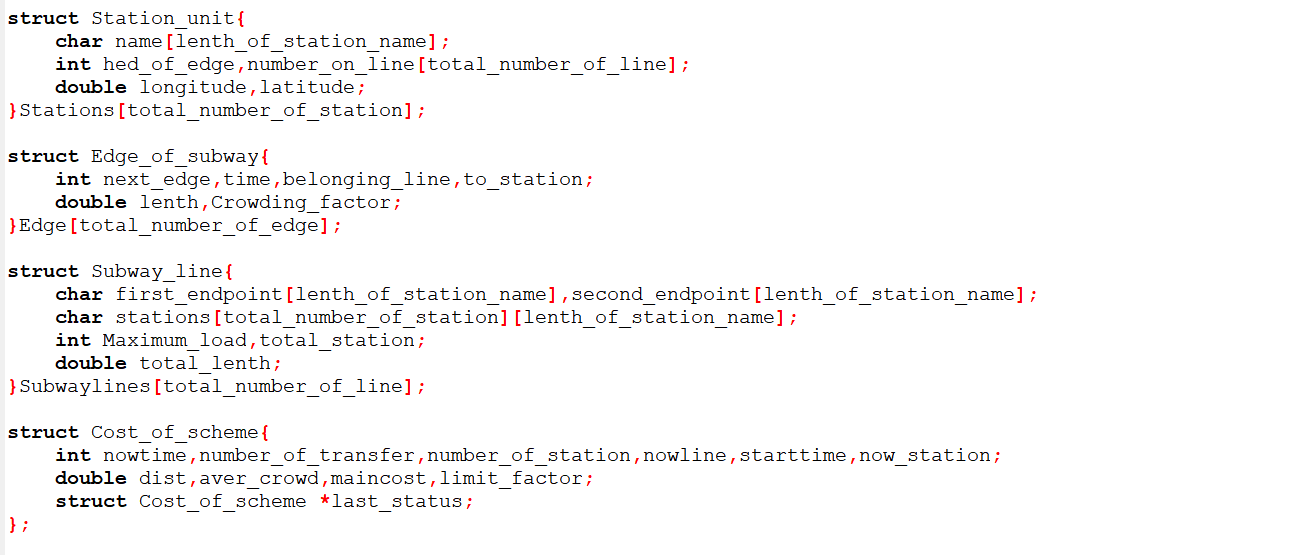 struct Station_unit{
    char name[lenth_of_station_name];
    int hed_of_edge,number_on_line[total_number_of_line];
    double longitude,latitude;
}Stations[total_number_of_station];

struct Edge_of_subway{
    int next_edge,time,belonging_line,to_station;
    double lenth,Crowding_factor;
}Edge[total_number_of_edge];

struct Subway_line{
    char first_endpoint[lenth_of_station_name],second_endpoint[lenth_of_station_name];
    char stations[total_number_of_station][lenth_of_station_name];
    int Maximum_load,total_station;
    double total_lenth;
}Subwaylines[total_number_of_line];

struct Cost_of_scheme{
    int nowtime,number_of_transfer,number_of_station,nowline,starttime,now_station;
    double dist,aver_crowd,maincost,limit_factor;
    struct Cost_of_scheme *last_status;
};